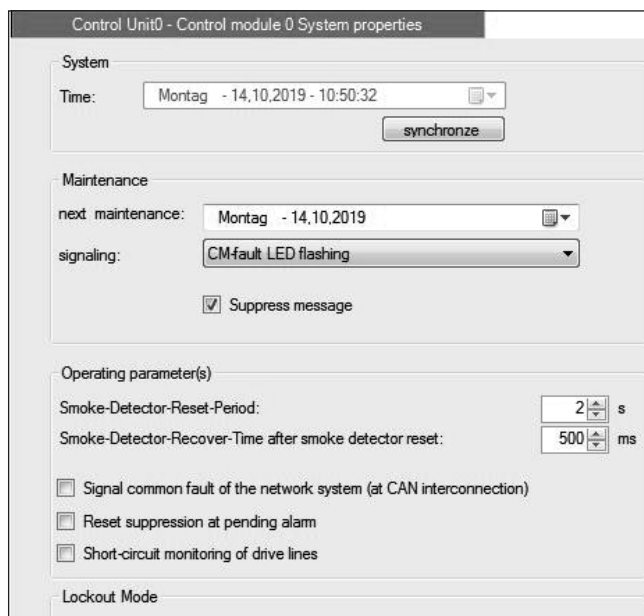 Control Unit0 - Control module 0 System properties
System
Time: Montag - 14,10,2019 - 10:50:32
synchronze
Maintenance
next maintenance: Montag - 14,10,2019
signaling: CM-fault LED flashing
Suppress message
Operating parameter(s)
Smoke-Detector-Reset-Period: 2 s
Smoke-Detector-Recover-Time after smoke detector reset: 500 ms
Signal common fault of the network system (at CAN interconnection)
Reset suppression at pending alarm
Short-circuit monitoring of drive lines
Lockout Mode